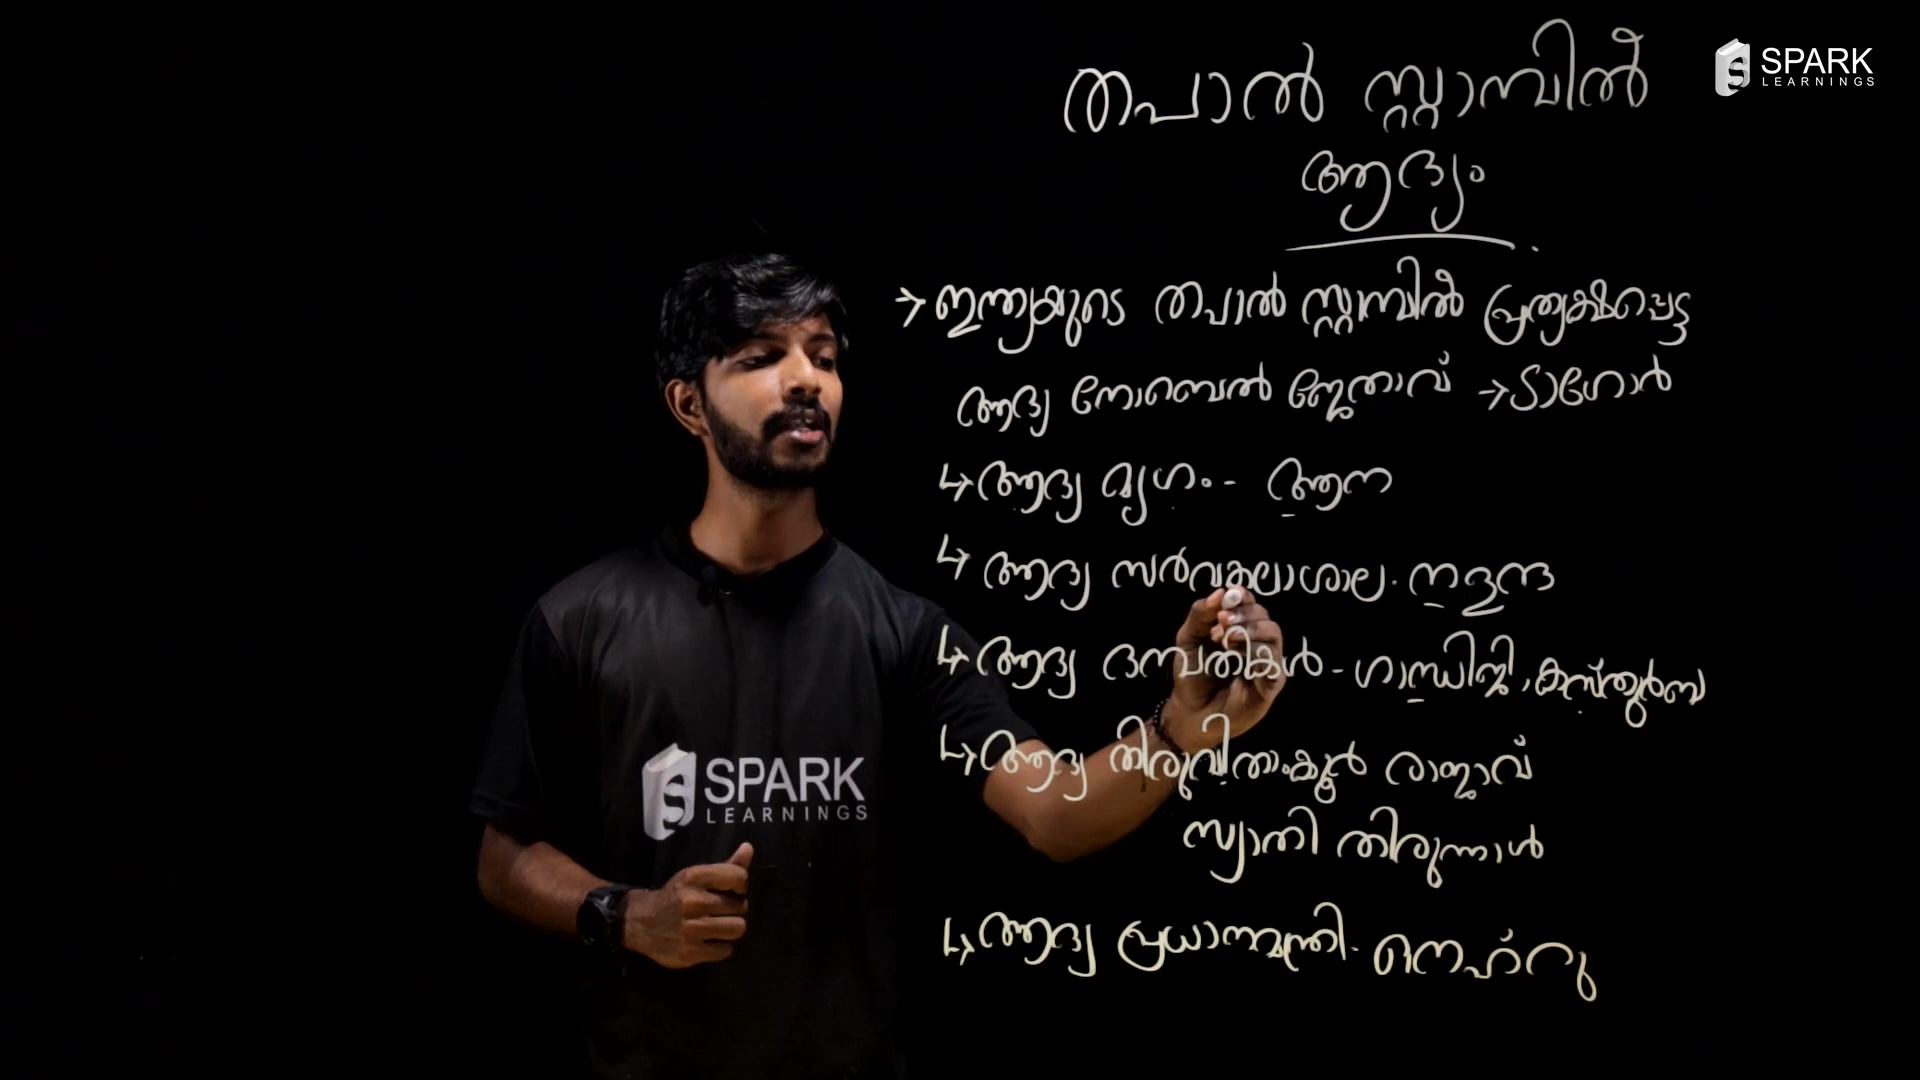 തപാൽ സ്റ്റാമ്പിൽ
ആദ്യം
SPARK
LEARNINGS
→ ഇന്ത്യയുടെ തപാൽ സ്റ്റാമ്പിൽ പ്രത്യക്ഷപ്പെട്ട
ആദ്യ നോബെൽ ജേതാവ് → ടാഗോർ
↳ ആദ്യ മൃഗം - ആന
↳ ആദ്യ സർവകലാശാല - നളന്ദ
↳ ആദ്യ ദമ്പതികൾ - ഗാന്ധിജി, കസ്തൂർബ
↳ ആദ്യ തിരുവിതാംകൂർ രാജാവ്
സ്വാതി തിരുന്നാൾ
↳ ആദ്യ പ്രധാനമന്ത്രി - നെഹ്റു
SPARK
LEARNINGS